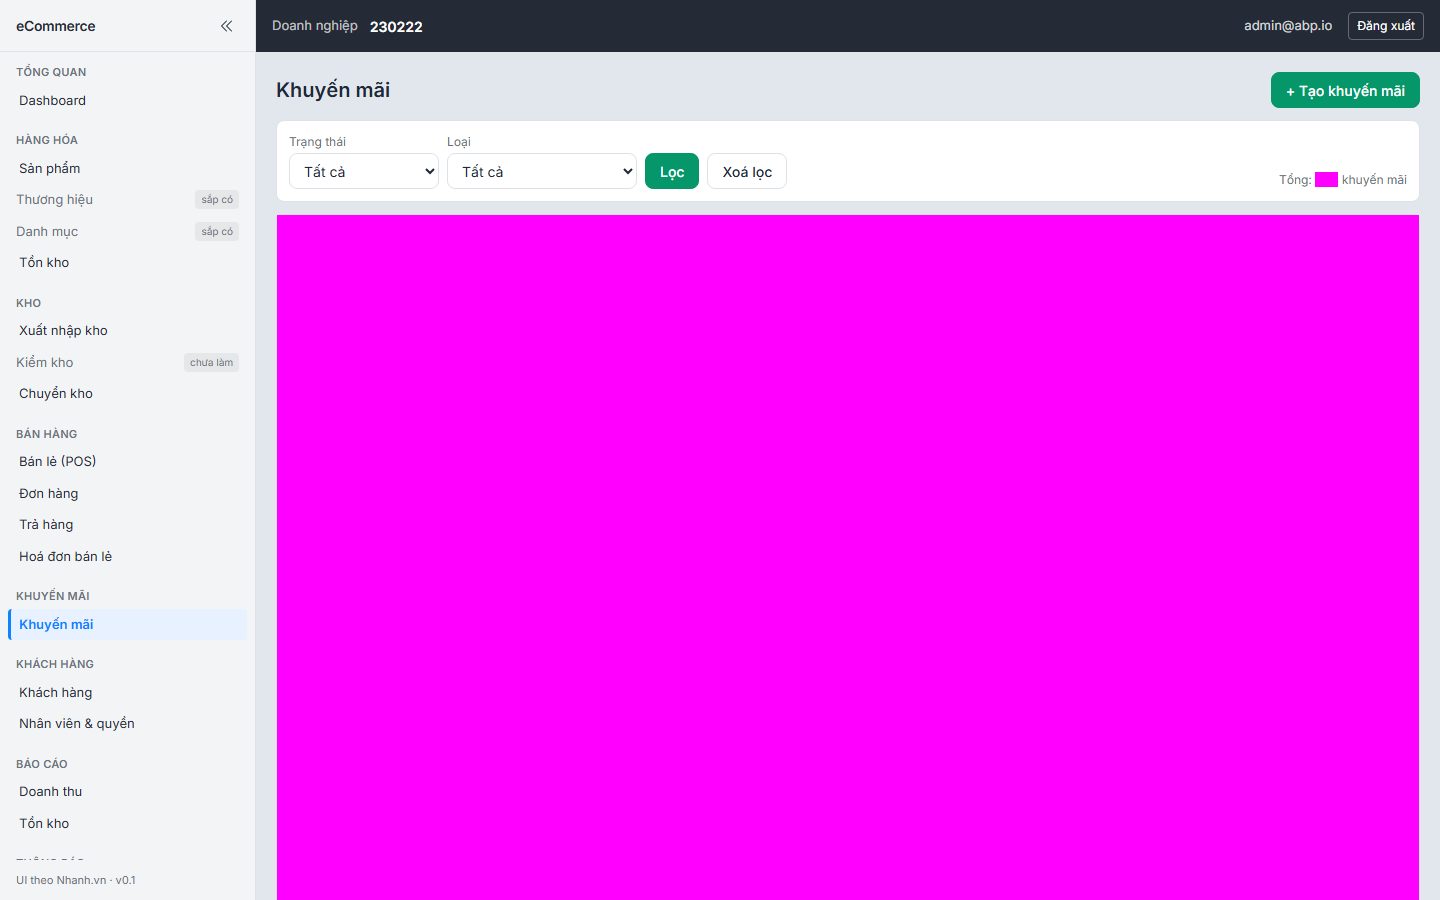 eCommerce
Doanh nghiệp 230222
admin@abp.io
Đăng xuất
TỔNG QUAN
Dashboard
HÀNG HÓA
Sản phẩm
Thương hiệu sắp có
Danh mục sắp có
Tồn kho
KHO
Xuất nhập kho
Kiểm kho chưa làm
Chuyển kho
BÁN HÀNG
Bán lẻ (POS)
Đơn hàng
Trả hàng
Hoá đơn bán lẻ
KHUYẾN MÃI
Khuyến mãi
KHÁCH HÀNG
Khách hàng
Nhân viên & quyền
BÁO CÁO
Doanh thu
Tồn kho
UI theo Nhanh.vn · v0.1
Khuyến mãi
+ Tạo khuyến mãi
Trạng thái
Loại
Tất cả
Tất cả
Lọc
Xoá lọc
Tổng: khuyến mãi